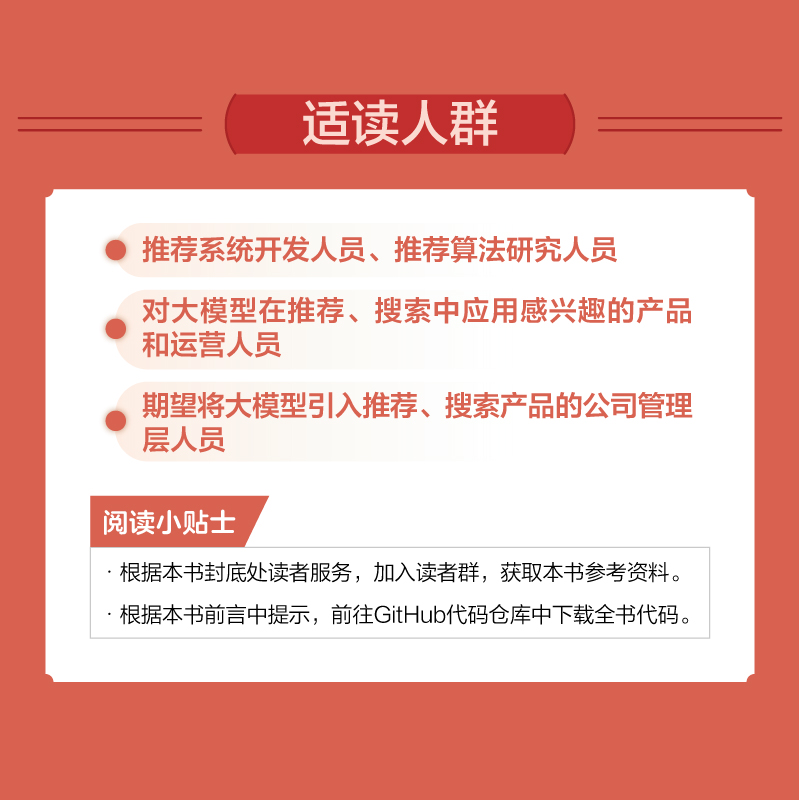 适读人群
推荐系统开发人员、推荐算法研究人员
对大模型在推荐、搜索中应用感兴趣的产品
和运营人员
期望将大模型引入推荐、搜索产品的公司管理
层人员
阅读小贴士
· 根据本书封底处读者服务，加入读者群，获取本书参考资料。
· 根据本书前言中提示，前往GitHub代码仓库中下载全书代码。